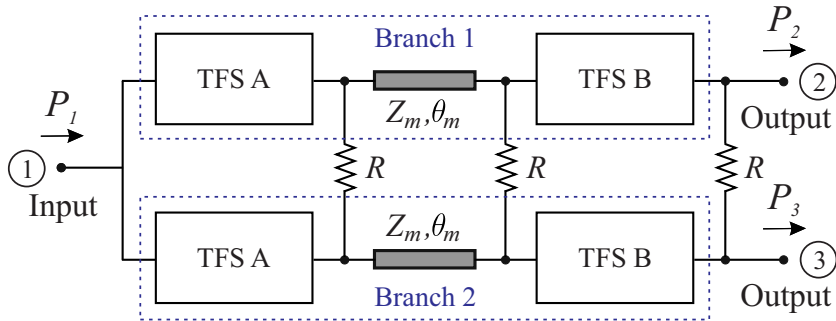 Branch 1
P₂
TFS A
TFS B
2
P₁
Zₘ,θₘ
Output
1
R
R
R
Input
P₃
Zₘ,θₘ
TFS A
TFS B
3
Branch 2
Output